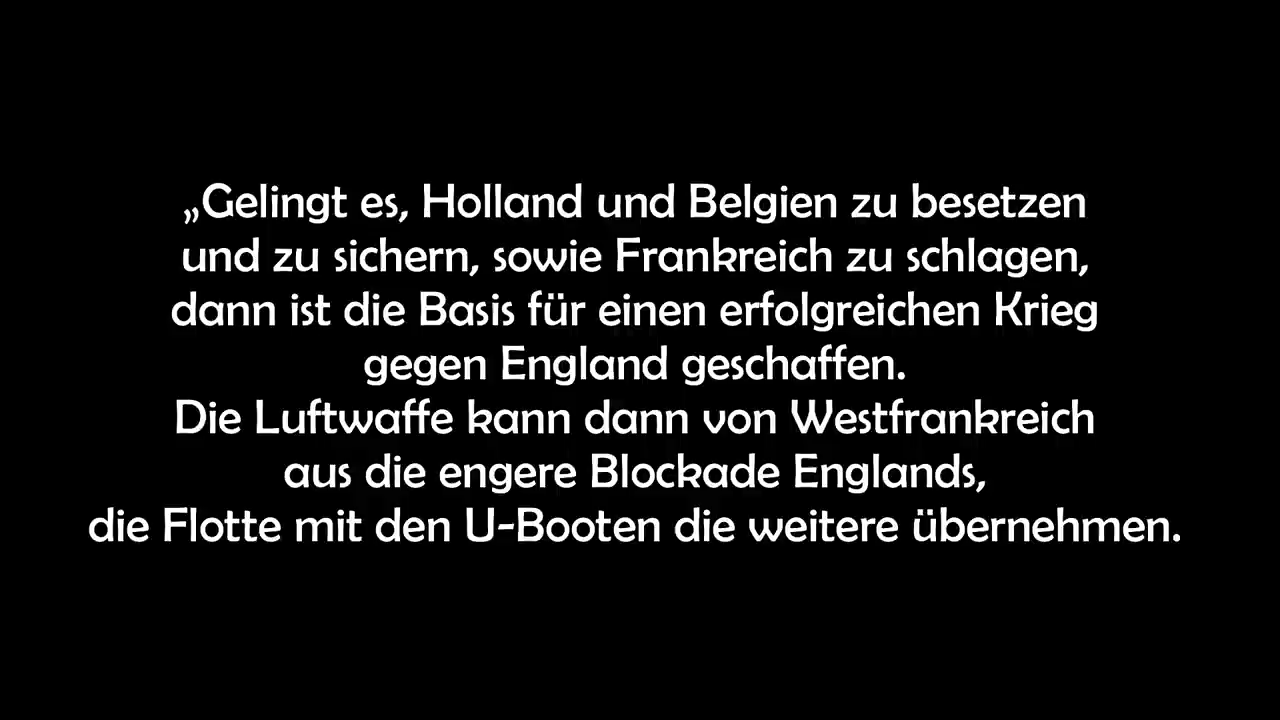 „Gelingt es, Holland und Belgien zu besetzen
und zu sichern, sowie Frankreich zu schlagen,
dann ist die Basis für einen erfolgreichen Krieg
gegen England geschaffen.
Die Luftwaffe kann dann von Westfrankreich
aus die engere Blockade Englands,
die Flotte mit den U-Booten die weitere übernehmen.